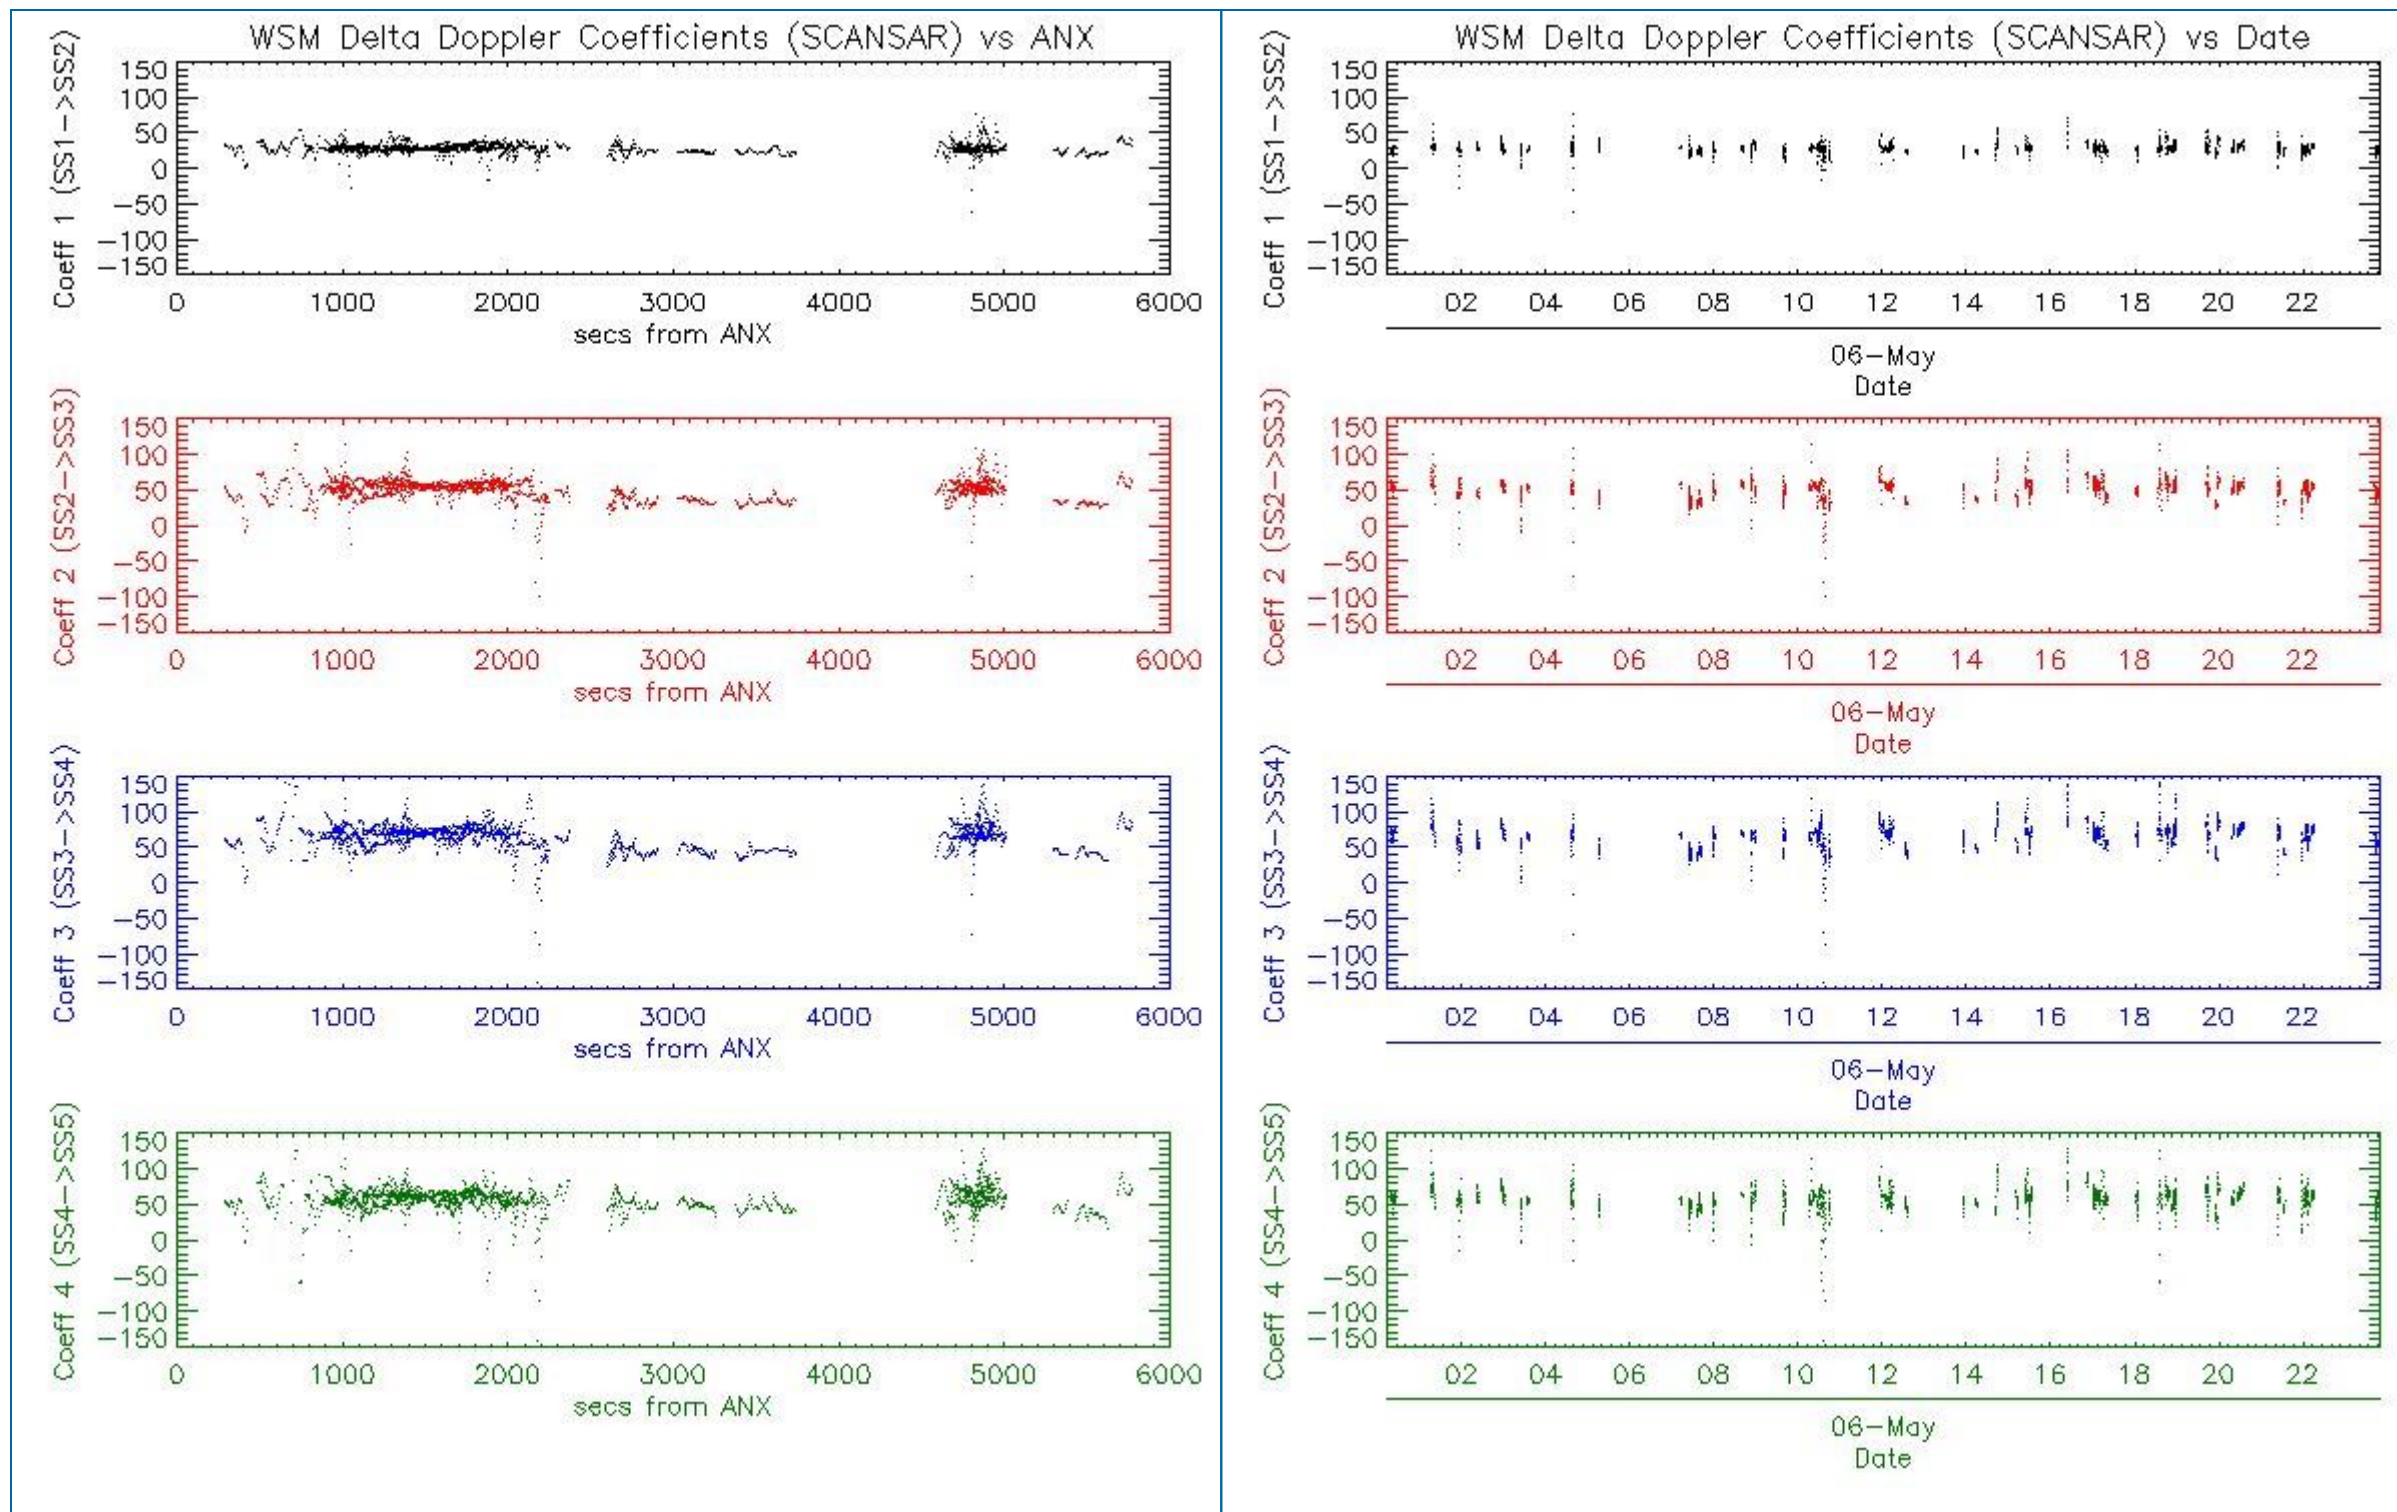 WSM Delta Doppler Coefficients (SCANSAR) vs ANX
Coeff 1 (SS1->SS2)
150
100
50
0
-50
-100
-150
0 1000 2000 3000 4000 5000 6000
secs from ANX
Coeff 2 (SS2->SS3)
150
100
50
0
-50
-100
-150
0 1000 2000 3000 4000 5000 6000
secs from ANX
Coeff 3 (SS3->SS4)
150
100
50
0
-50
-100
-150
0 1000 2000 3000 4000 5000 6000
secs from ANX
Coeff 4 (SS4->SS5)
150
100
50
0
-50
-100
-150
0 1000 2000 3000 4000 5000 6000
secs from ANX
WSM Delta Doppler Coefficients (SCANSAR) vs Date
Coeff 1 (SS1->SS2)
150
100
50
0
-50
-100
-150
02 04 06 08 10 12 14 16 18 20 22
06-May
Date
Coeff 2 (SS2->SS3)
150
100
50
0
-50
-100
-150
02 04 06 08 10 12 14 16 18 20 22
06-May
Date
Coeff 3 (SS3->SS4)
150
100
50
0
-50
-100
-150
02 04 06 08 10 12 14 16 18 20 22
06-May
Date
Coeff 4 (SS4->SS5)
150
100
50
0
-50
-100
-150
02 04 06 08 10 12 14 16 18 20 22
06-May
Date